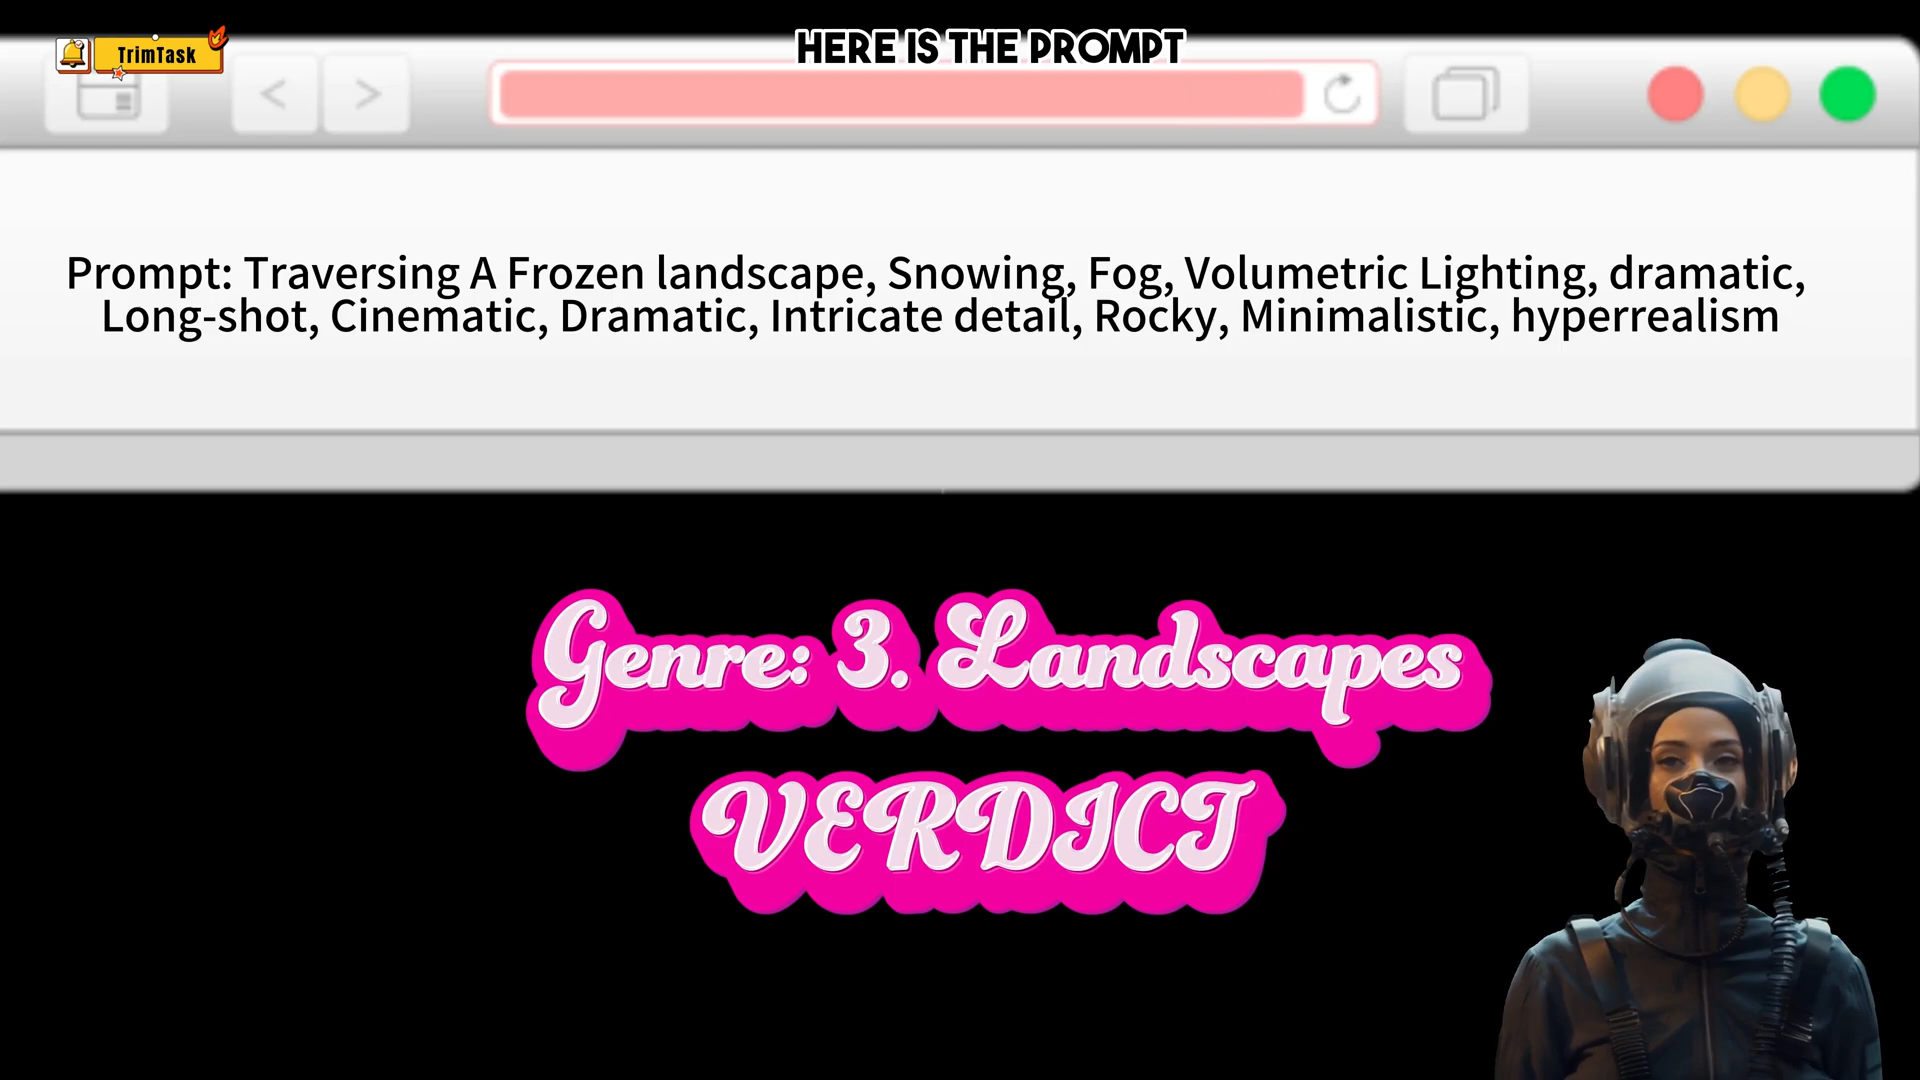 HERE IS THE PROMPT
TrimTask
Prompt: Traversing A Frozen landscape, Snowing, Fog, Volumetric Lighting, dramatic,
Long-shot, Cinematic, Dramatic, Intricate detail, Rocky, Minimalistic, hyperrealism
Genre: 3. Landscapes
VERDICT